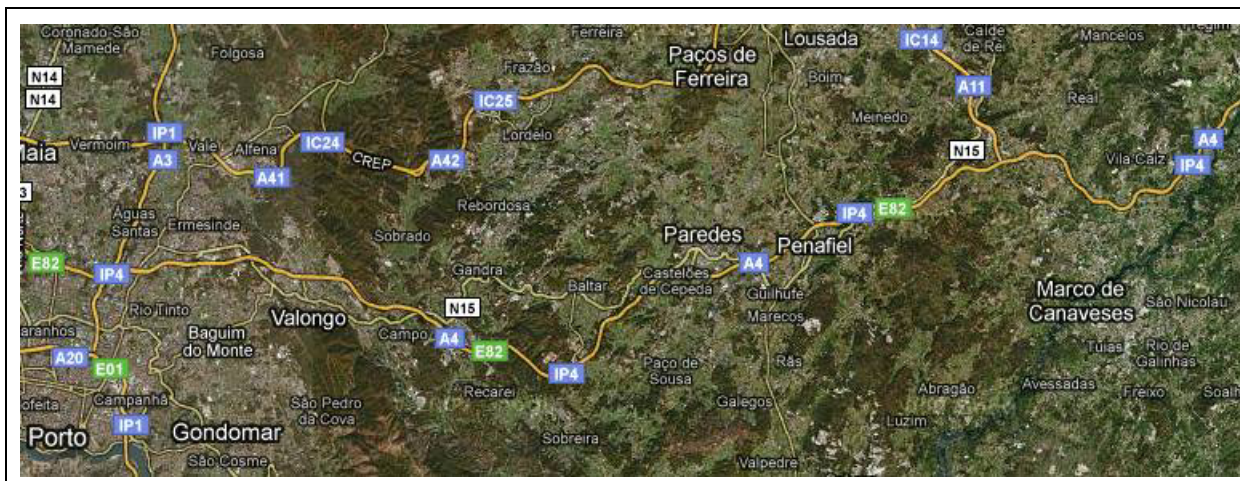 Coronado-São
Mamede
Folgosa
Ferreira
Paços de
Ferreira
Lousada
IC14
Caíde
de Rei
Mancelos
N14
N14
Frazão
Boim
A11
Real
IC25
Lordelo
Meinedo
IP1
Vermoim
Vale
Alfena
IC24
CREP
A42
N15
A4
Vila Caiz
IP4
A3
A41
Rebordosa
Águas
Santas
Ermesinde
Sobrado
IP4
E82
Paredes
Penafiel
E82
IP4
Gandra
Baltar
Castelões
de Cepeda
A4
Guilhufe
Marecos
Marco de
Canaveses
São Nicolau
Rio Tinto
Valongo
N15
Baguim
do Monte
Campo
A4
E82
IP4
Tuias
Rio de
Galinhas
A20
E01
Recarei
Paço de
Sousa
Rãs
Abragão
Avessadas
Freixo
Campanhã
São Pedro
da Cova
Galegos
Luzim
IP1
Porto
Gondomar
Sobreira
São Cosme
Valpedre